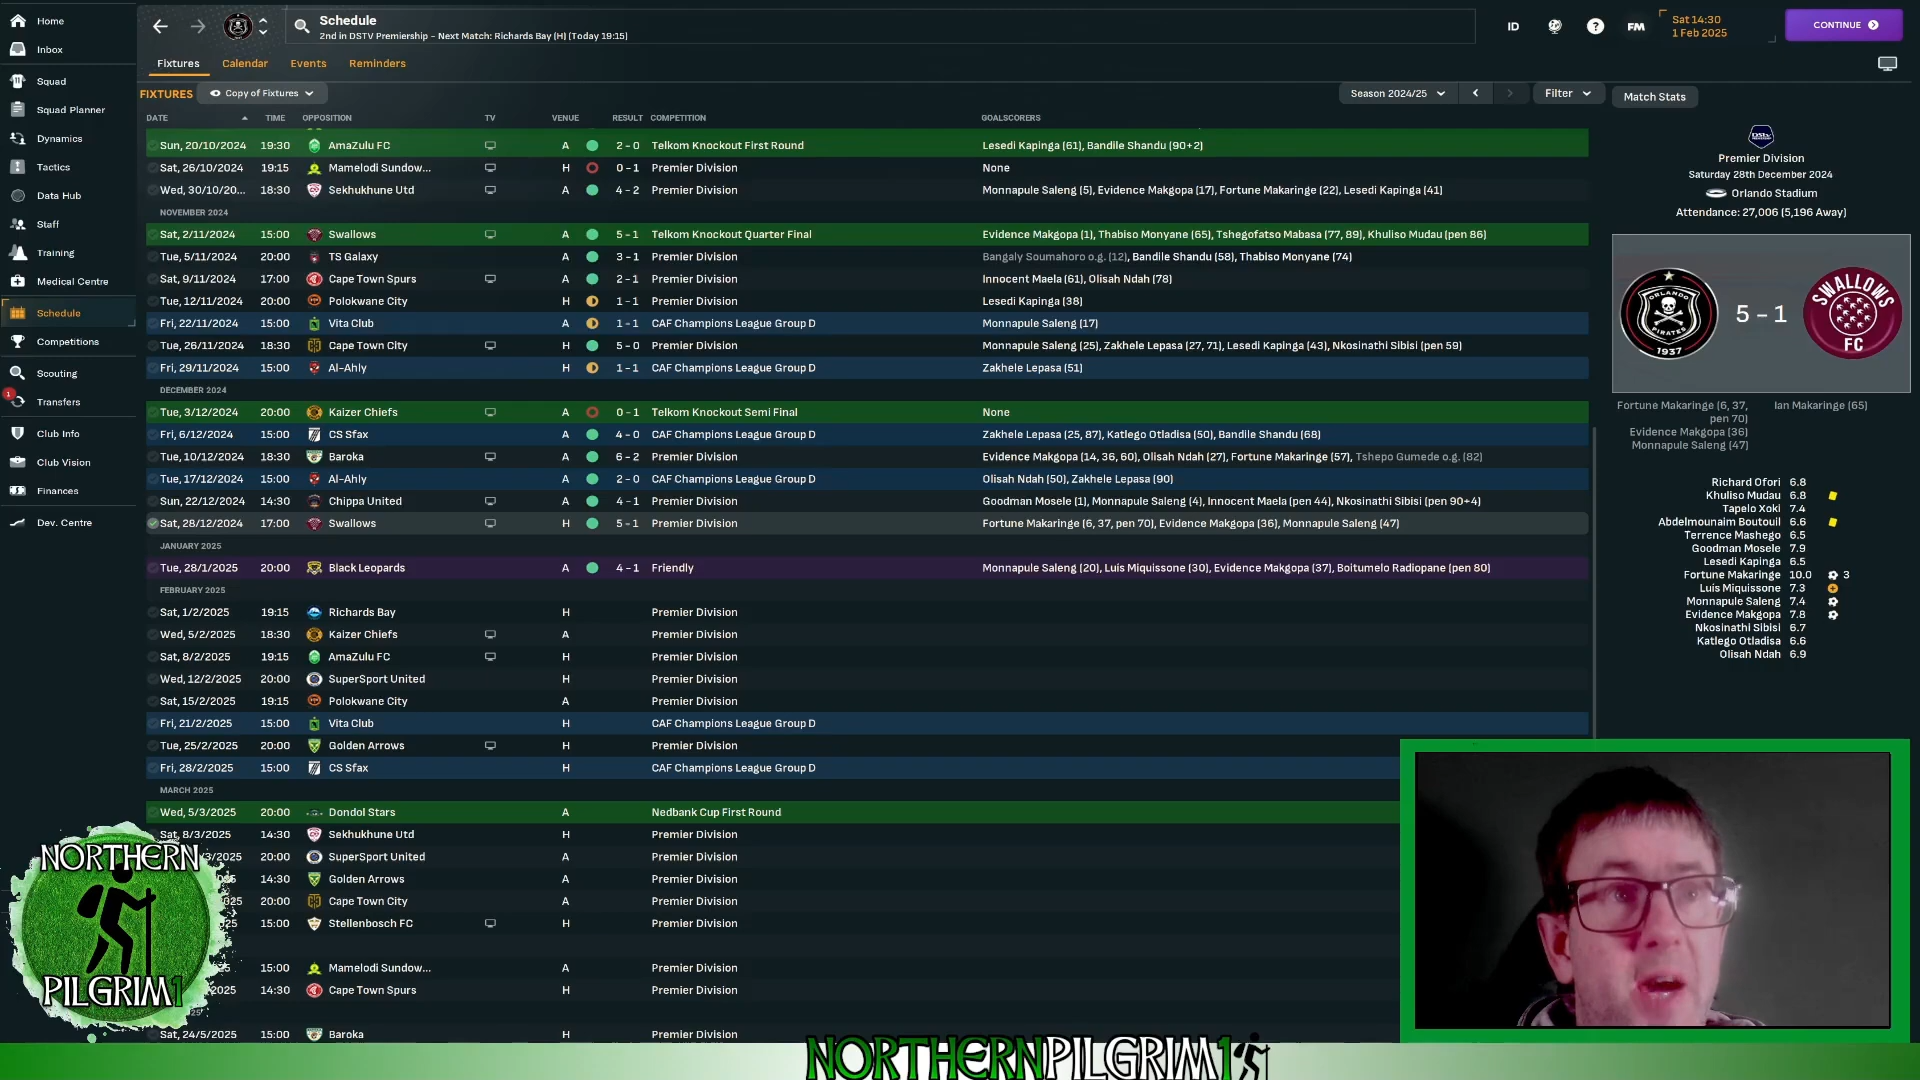 Home
Inbox
Squad
Squad Planner
Dynamics
Tactics
Data Hub
Staff
Training
Medical Centre
Schedule
Competitions
Scouting
1
Transfers
Club Info
Club Vision
Finances
Dev. Centre
Schedule
2nd in DSTV Premiership - Next Match: Richards Bay (H) (Today 19:15)
ID
?
FM
Sat 14:30
1 Feb 2025
CONTINUE
Fixtures Calendar Events Reminders
FIXTURES Copy of Fixtures
Season 2024/25
Filter
Match Stats
DATE TIME OPPOSITION TV VENUE RESULT COMPETITION GOALSCORERS
Sun, 20/10/2024 19:30 AmaZulu FC A 2 - 0 Telkom Knockout First Round Lesedi Kapinga (61), Bandile Shandu (90+2)
Sat, 26/10/2024 19:15 Mamelodi Sundow... H 0 - 1 Premier Division None
Wed, 30/10/20... 18:30 Sekhukhune Utd A 4 - 2 Premier Division Monnapule Saleng (5), Evidence Makgopa (17), Fortune Makaringe (22), Lesedi Kapinga (41)
NOVEMBER 2024
Sat, 2/11/2024 15:00 Swallows A 5 - 1 Telkom Knockout Quarter Final Evidence Makgopa (1), Thabiso Monyane (65), Tshegofatso Mabasa (77, 89), Khuliso Mudau (pen 86)
Tue, 5/11/2024 20:00 TS Galaxy A 3 - 1 Premier Division Bangaly Soumahoro o.g. (12), Bandile Shandu (58), Thabiso Monyane (74)
Sat, 9/11/2024 17:00 Cape Town Spurs A 2 - 1 Premier Division Innocent Maela (61), Olisah Ndah (78)
Tue, 12/11/2024 20:00 Polokwane City H 1 - 1 Premier Division Lesedi Kapinga (38)
Fri, 22/11/2024 15:00 Vita Club A 1 - 1 CAF Champions League Group D Monnapule Saleng (17)
Tue, 26/11/2024 18:30 Cape Town City H 5 - 0 Premier Division Monnapule Saleng (25), Zakhele Lepasa (27, 71), Lesedi Kapinga (43), Nkosinathi Sibisi (pen 59)
Fri, 29/11/2024 15:00 Al-Ahly H 1 - 1 CAF Champions League Group D Zakhele Lepasa (51)
DECEMBER 2024
Tue, 3/12/2024 20:00 Kaizer Chiefs A 0 - 1 Telkom Knockout Semi Final None
Fri, 6/12/2024 15:00 CS Sfax A 4 - 0 CAF Champions League Group D Zakhele Lepasa (25, 87), Katlego Otladisa (50), Bandile Shandu (68)
Tue, 10/12/2024 18:30 Baroka A 6 - 2 Premier Division Evidence Makgopa (14, 36, 60), Olisah Ndah (27), Fortune Makaringe (57), Tshepo Gumede o.g. (82)
Tue, 17/12/2024 15:00 Al-Ahly A 2 - 0 CAF Champions League Group D Olisah Ndah (50), Zakhele Lepasa (90)
Sun, 22/12/2024 14:30 Chippa United A 4 - 1 Premier Division Goodman Mosele (1), Monnapule Saleng (4), Innocent Maela (pen 44), Nkosinathi Sibisi (pen 90+4)
Sat, 28/12/2024 17:00 Swallows H 5 - 1 Premier Division Fortune Makaringe (6, 37, pen 70), Evidence Makgopa (36), Monnapule Saleng (47)
JANUARY 2025
Tue, 28/1/2025 20:00 Black Leopards A 4 - 1 Friendly Monnapule Saleng (20), Luís Miquissone (30), Evidence Makgopa (37), Boitumelo Radiopane (pen 80)
FEBRUARY 2025
Sat, 1/2/2025 19:15 Richards Bay H Premier Division
Wed, 5/2/2025 18:30 Kaizer Chiefs A Premier Division
Sat, 8/2/2025 19:15 AmaZulu FC H Premier Division
Wed, 12/2/2025 20:00 SuperSport United H Premier Division
Sat, 15/2/2025 19:15 Polokwane City A Premier Division
Fri, 21/2/2025 15:00 Vita Club H CAF Champions League Group D
Tue, 25/2/2025 20:00 Golden Arrows H Premier Division
Fri, 28/2/2025 15:00 CS Sfax H CAF Champions League Group D
MARCH 2025
Wed, 5/3/2025 20:00 Dondol Stars A Nedbank Cup First Round
Sat, 8/3/2025 14:30 Sekhukhune Utd H Premier Division
3/2025 20:00 SuperSport United A Premier Division
14:30 Golden Arrows A Premier Division
025 20:00 Cape Town City A Premier Division
15:00 Stellenbosch FC H Premier Division
15:00 Mamelodi Sundow... A Premier Division
2025 14:30 Cape Town Spurs H Premier Division
Sat, 24/5/2025 15:00 Baroka H Premier Division
DStv
Premier Division
Saturday 28th December 2024
Orlando Stadium
Attendance: 27,006 (5,196 Away)
ORLANDO
PIRATES
1937
5 - 1
SWALLOWS
FC
Fortune Makaringe (6, 37, pen 70)
Evidence Makgopa (36)
Monnapule Saleng (47)
Ian Makaringe (65)
Richard Ofori 6.8
Khuliso Mudau 6.8
Tapelo Xoki 7.4
Abdelmounaim Boutouil 6.6
Terrence Mashego 6.5
Goodman Mosele 7.9
Lesedi Kapinga 6.5
Fortune Makaringe 10.0 3
Luís Miquissone 7.3
Monnapule Saleng 7.4
Evidence Makgopa 7.8
Nkosinathi Sibisi 6.7
Katlego Otladisa 6.6
Olisah Ndah 6.9
NORTHERN
PILGRIM1
NORTHERNPILGRIM1